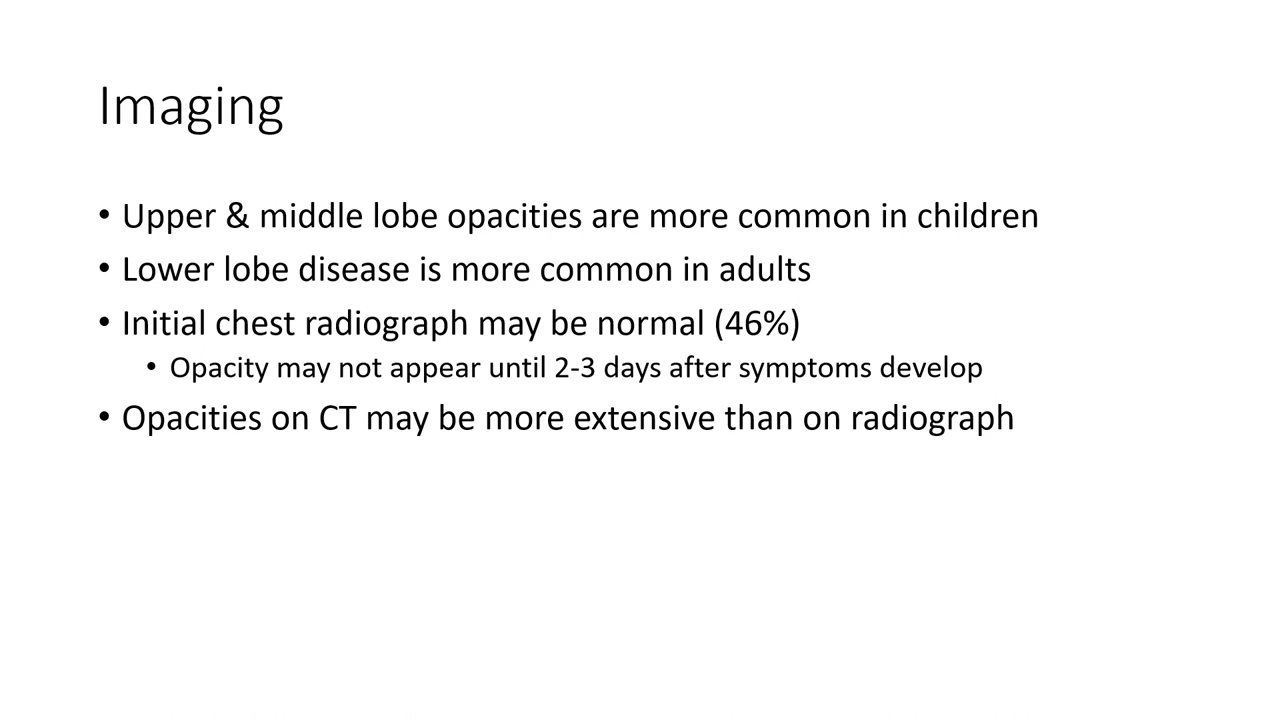 Imaging
• Upper & middle lobe opacities are more common in children
• Lower lobe disease is more common in adults
• Initial chest radiograph may be normal (46%)
• Opacity may not appear until 2-3 days after symptoms develop
• Opacities on CT may be more extensive than on radiograph